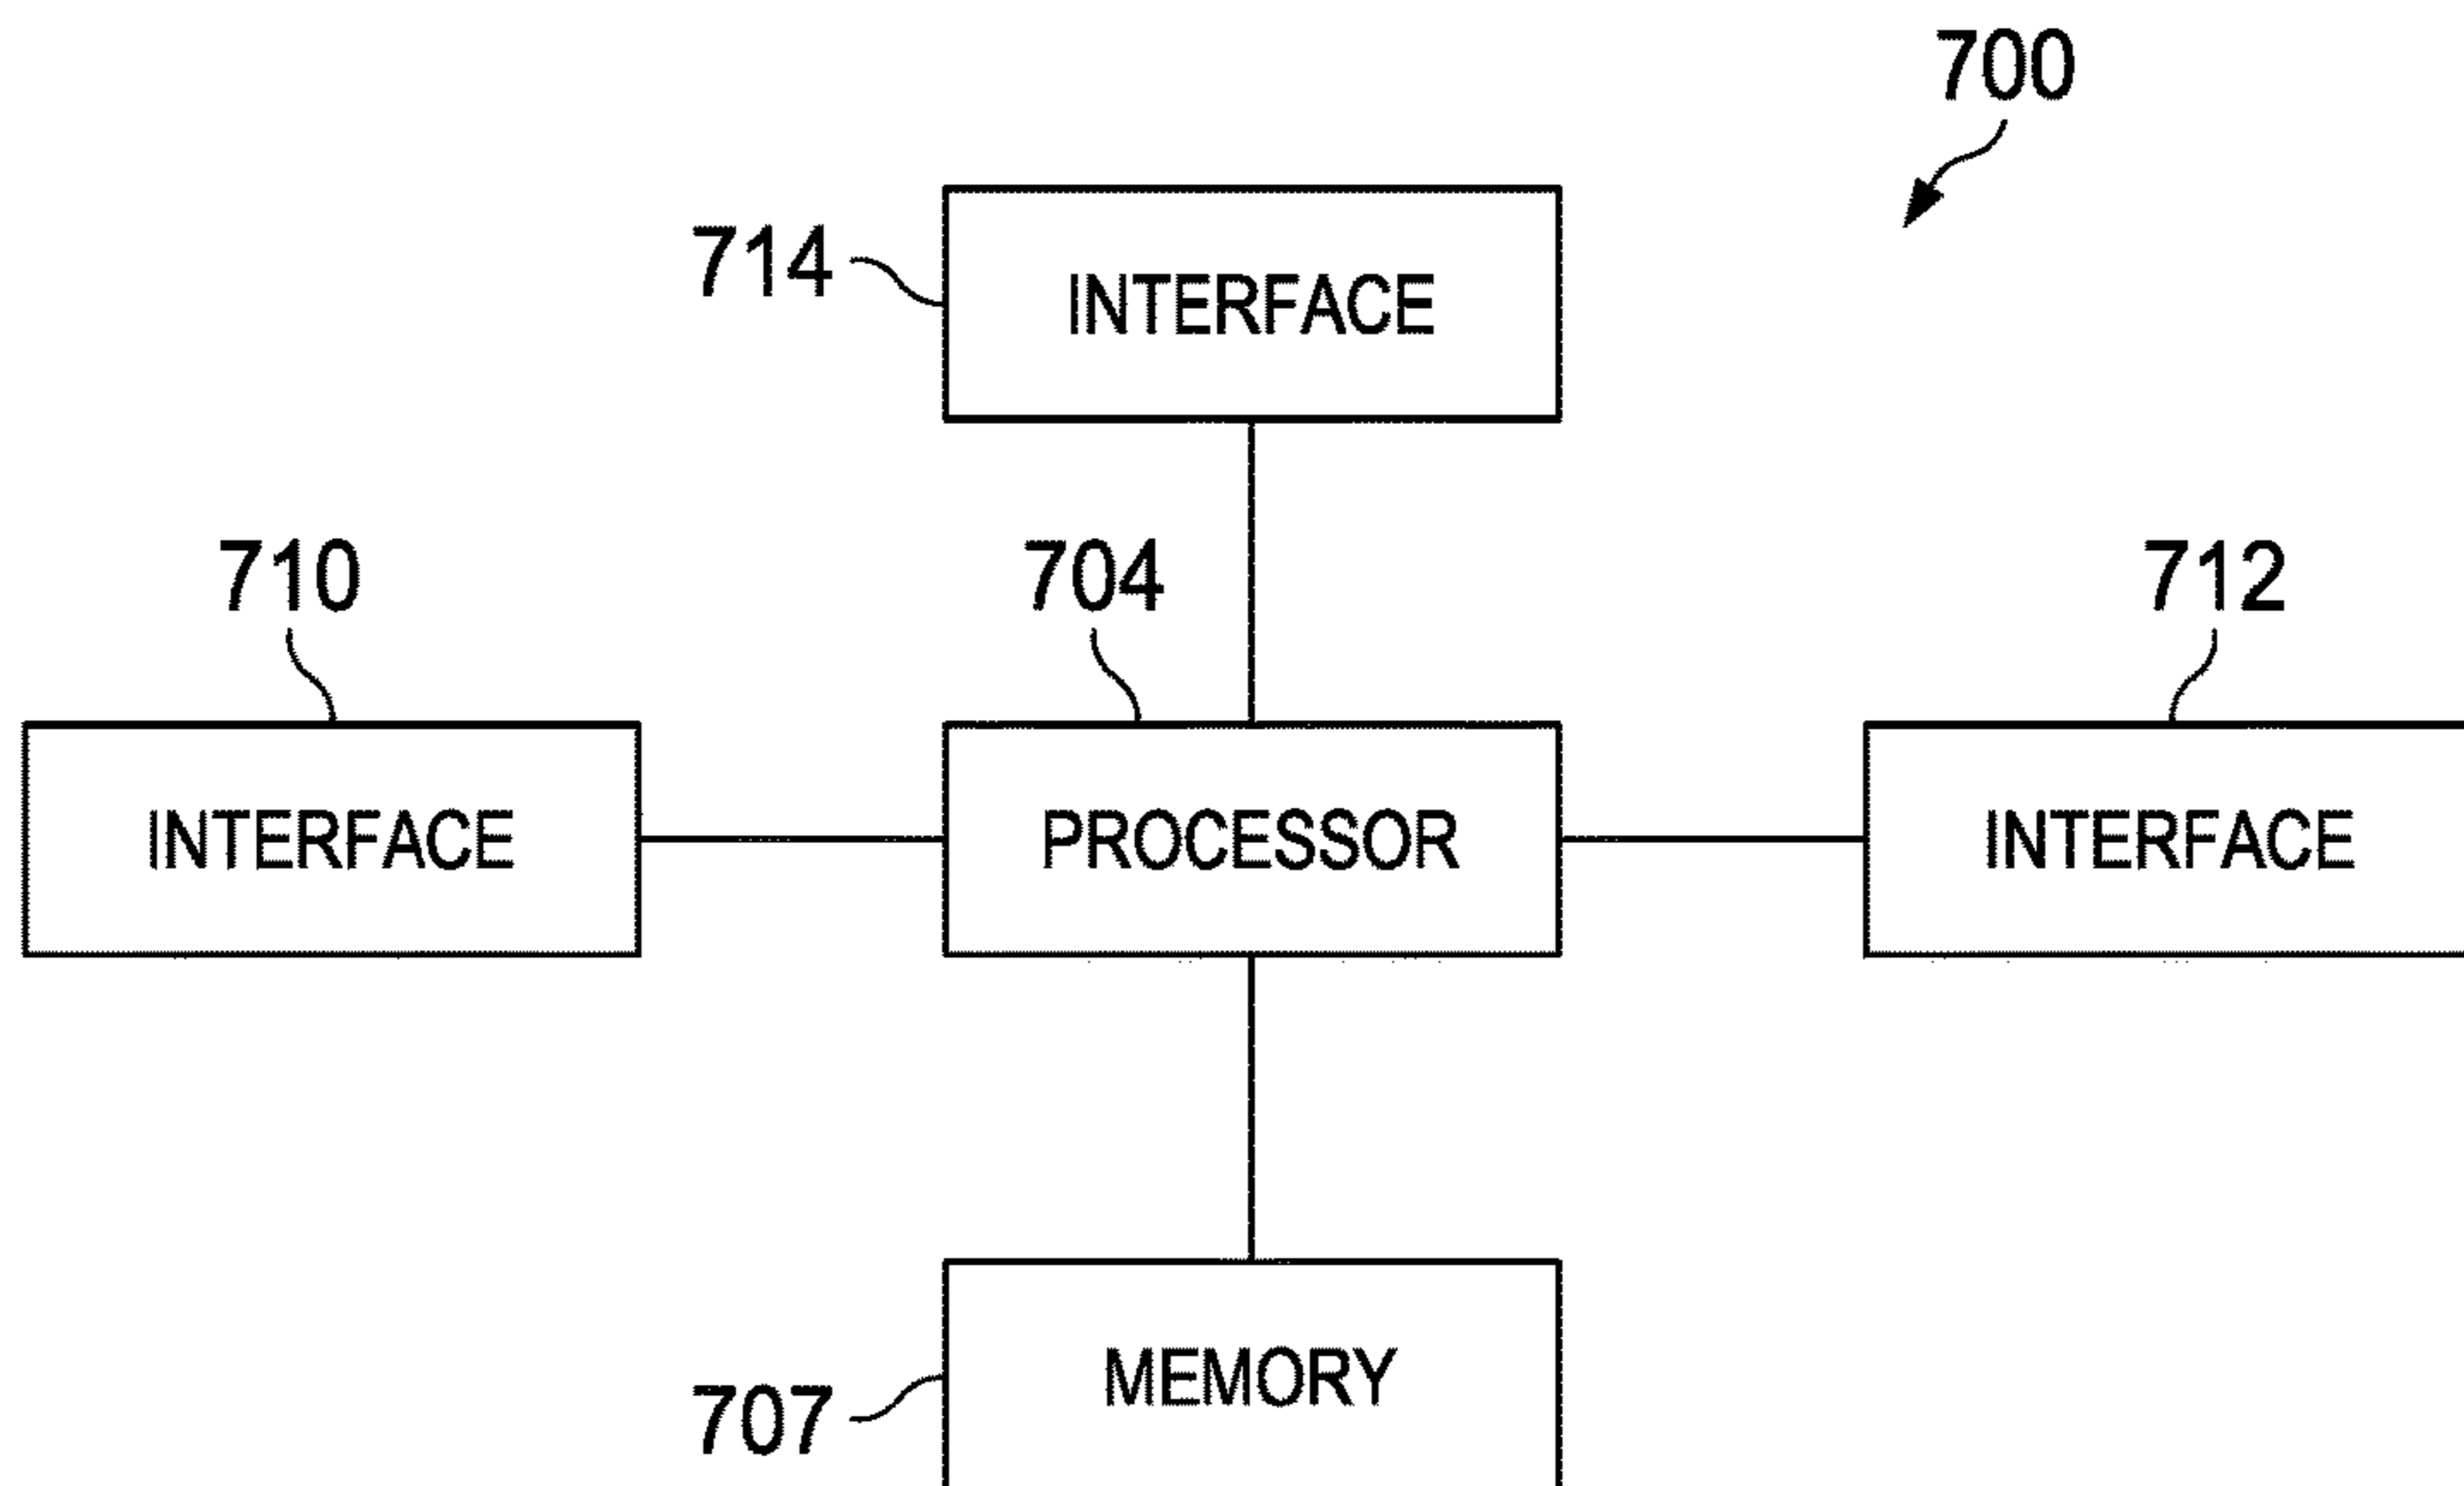 700
714
INTERFACE
710
704
712
INTERFACE
PROCESSOR
INTERFACE
MEMORY
707